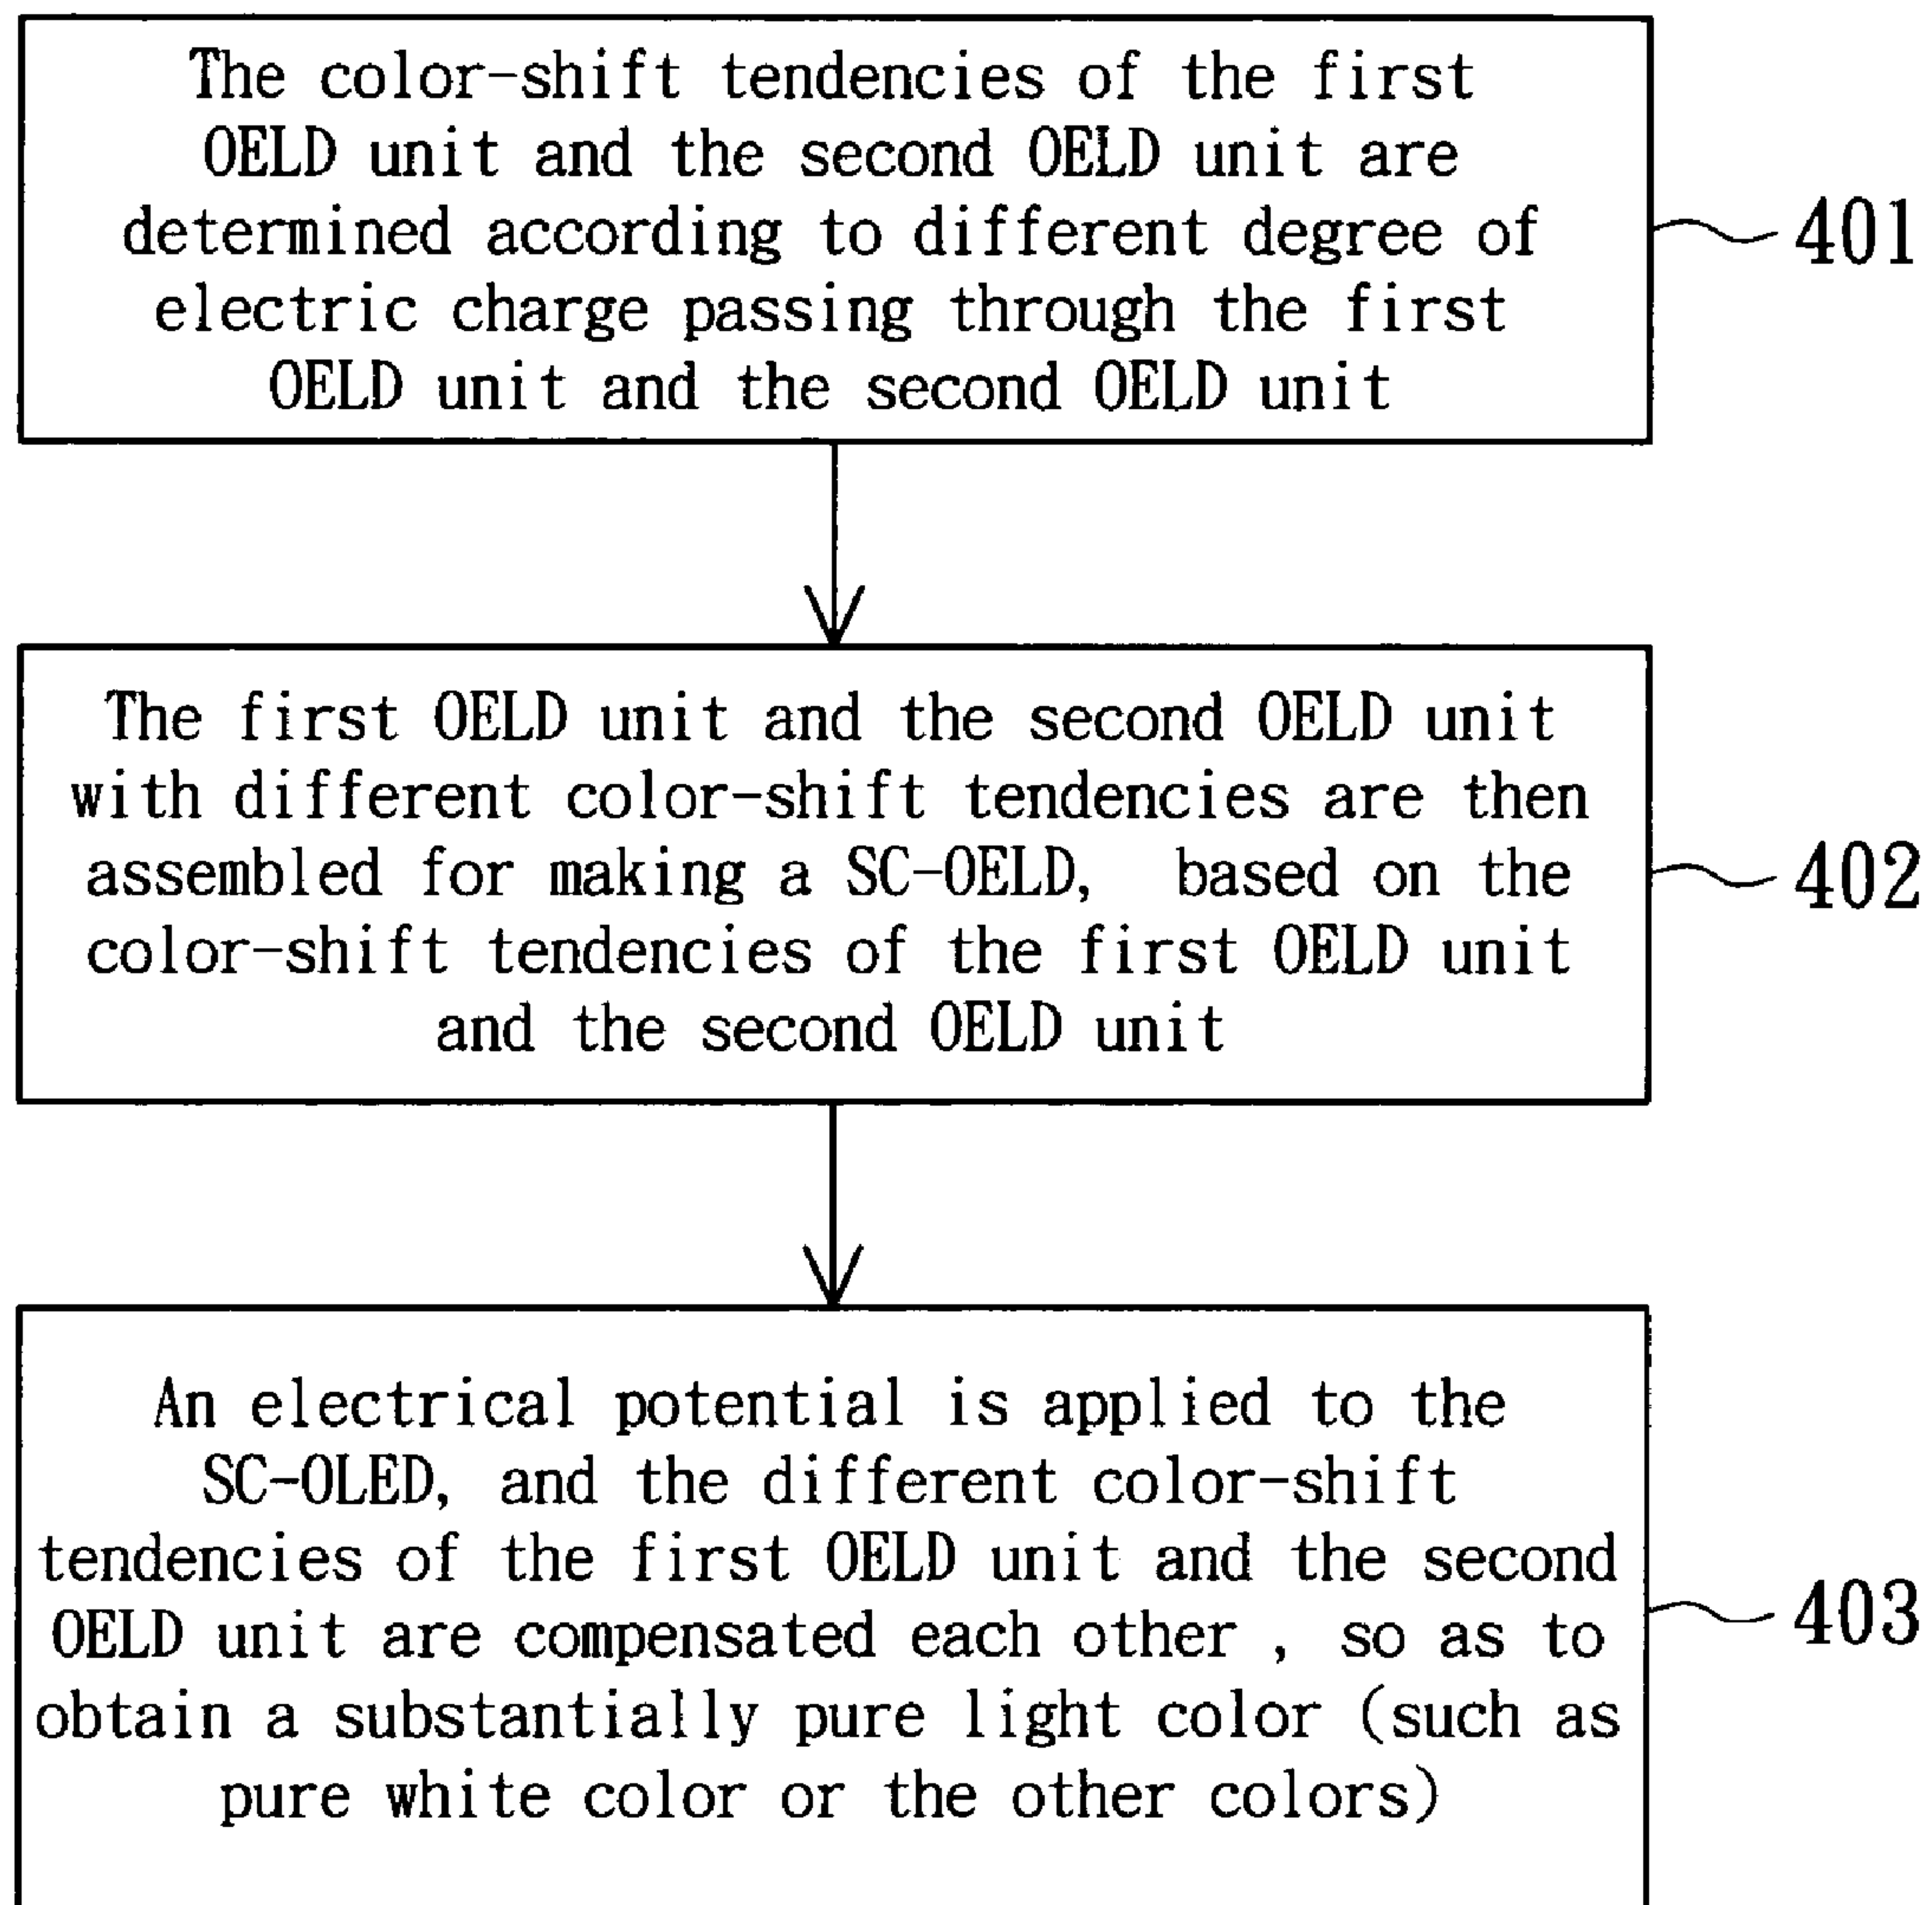 The color-shift tendencies of the first
OELD unit and the second OELD unit are
determined according to different degree of
electric charge passing through the first
OELD unit and the second OELD unit
401
The first OELD unit and the second OELD unit
with different color-shift tendencies are then
assembled for making a SC-OELD, based on the
color-shift tendencies of the first OELD unit
and the second OELD unit
402
An electrical potential is applied to the
SC-OLED, and the different color-shift
tendencies of the first OELD unit and the second
OELD unit are compensated each other , so as to
obtain a substantially pure light color (such as
pure white color or the other colors)
403